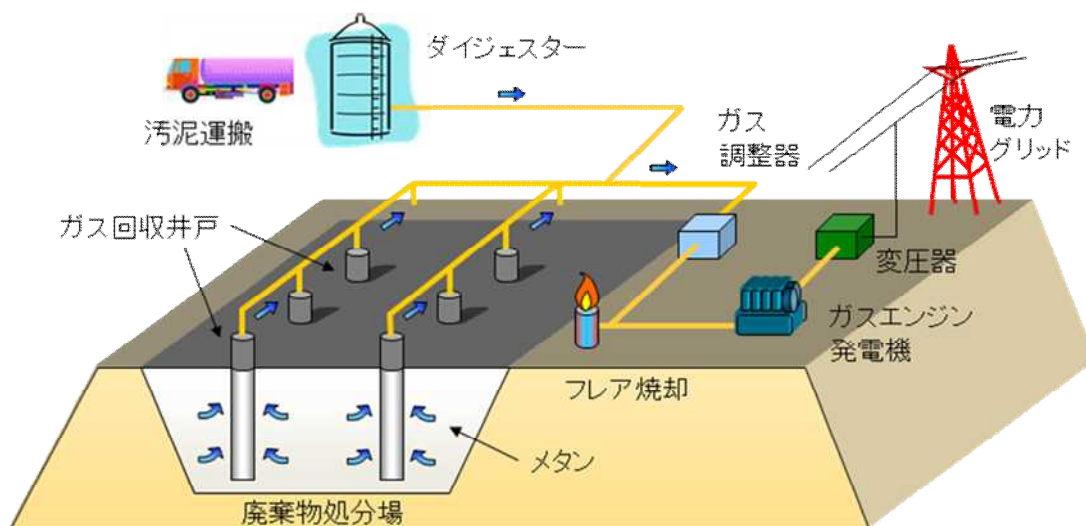 ダイジェスター
汚泥運搬
ガス
調整器
電力
グリッド
ガス回収井戸
変圧器
ガスエンジン
発電機
フレア焼却
メタン
廃棄物処分場